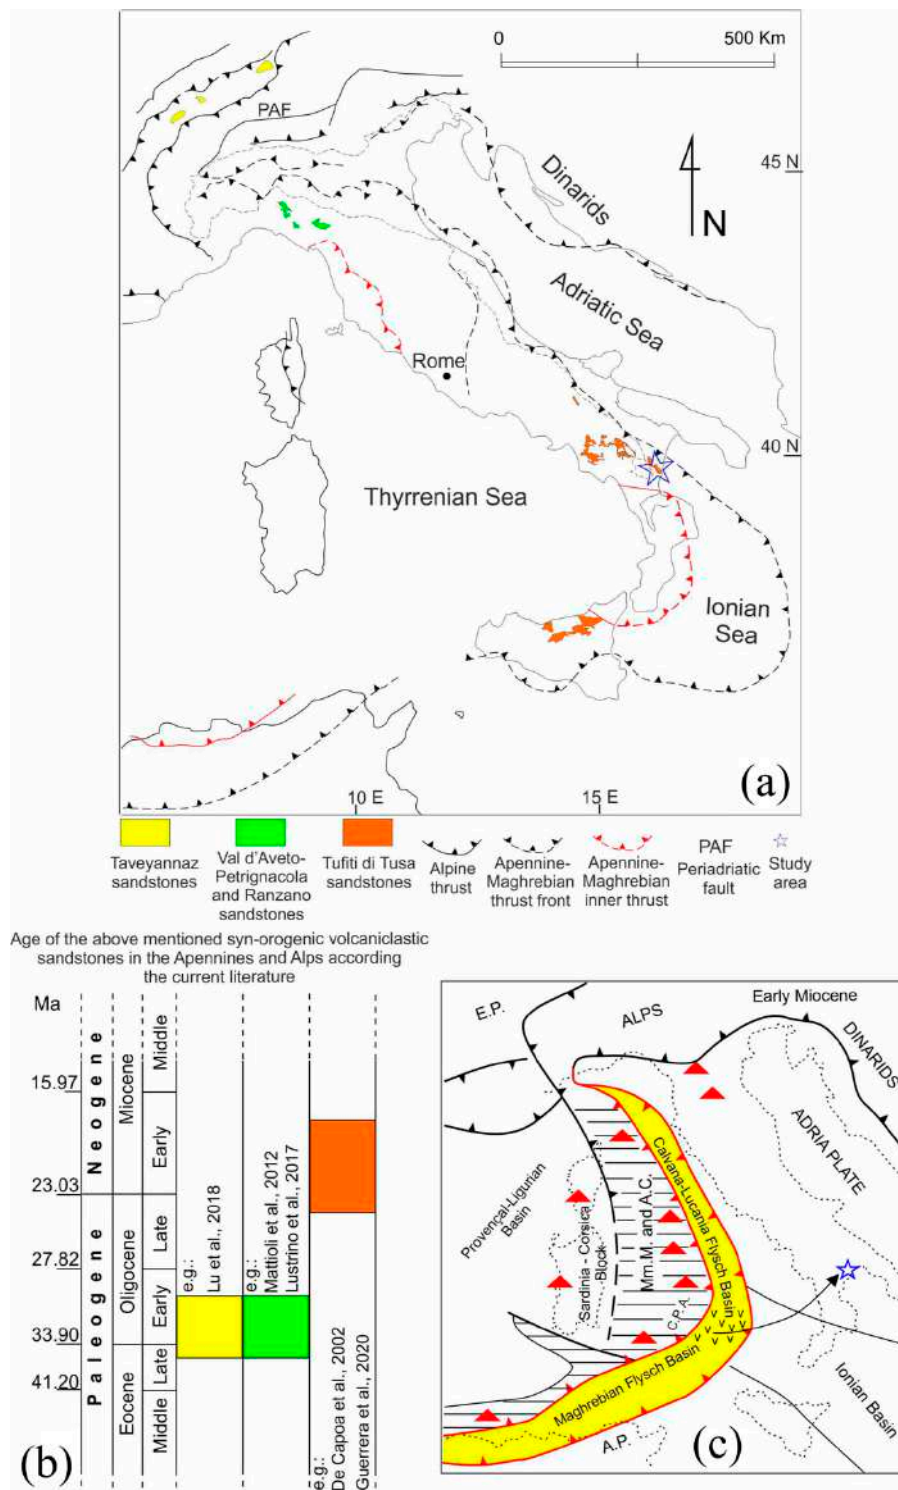 0
500 Km
PAF
45 N
Dinarids
N
Adriatic Sea
Rome
40 N
Thyrrenian Sea
Ionian
Sea
(a)
10 E
15 E
Taveyannaz
sandstones
Val d'Aveto-
Petrignacola
and Ranzano
sandstones
Tufiti di Tusa
sandstones
Alpine
thrust
Apennine-
Maghrebian
thrust front
Apennine-
Maghrebian
inner thrust
PAF
Periadriatic
fault
Study
area
Age of the above mentioned syn-orogenic volcaniclastic
sandstones in the Apennines and Alps according
the current literature
Ma
15.97
23.03
27.82
33.90
41.20
Paleogene
Neogene
Eocene
Oligocene
Miocene
Middle
Late
Early
Late
Early
Middle
e.g.:
Lu et al., 2018
e.g.:
Mattioli et al., 2012
Lustrino et al., 2017
e.g.:
De Capoa et al., 2002
Guerrera et al., 2020
(b)
Early Miocene
E.P.
ALPS
DINARIDS
ADRIA PLATE
Provençal-Ligurian
Basin
Sardinia - Corsica
Block
Mm.M. and A.C.
Calvana-Lucania Flysch Basin
C.P.A.
Maghrebian Flysch Basin
A.P.
Ionian Basin
(c)